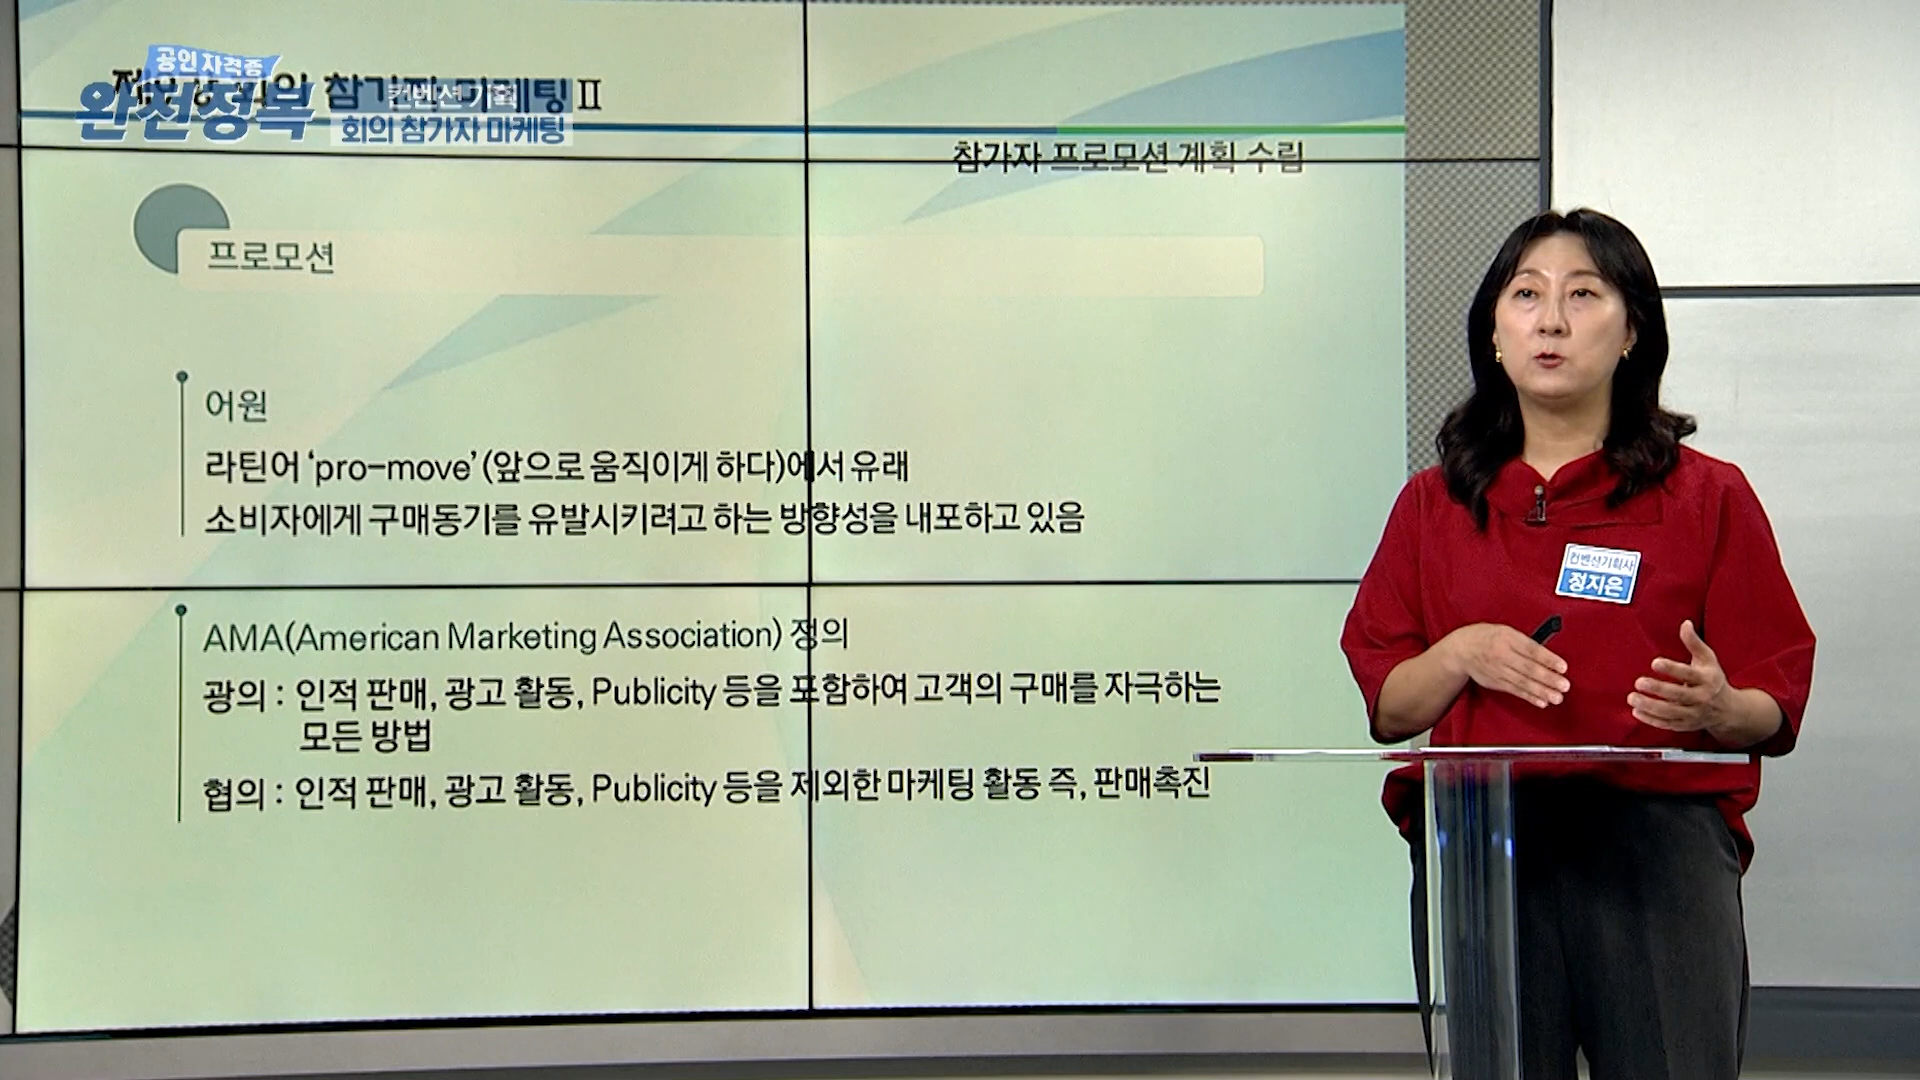 공인 자격증
완전정복
컨벤션 기획
회의 참가자 마케팅
참가자 프로모션 계획 수립
프로모션
어원
라틴어 ‘pro-move’(앞으로 움직이게 하다)에서 유래
소비자에게 구매동기를 유발시키려고 하는 방향성을 내포하고 있음
AMA(American Marketing Association) 정의
광의 : 인적 판매, 광고 활동, Publicity 등을 포함하여 고객의 구매를 자극하는
모든 방법
협의 : 인적 판매, 광고 활동, Publicity 등을 제외한 마케팅 활동 즉, 판매촉진
컨벤션기획사
정지은